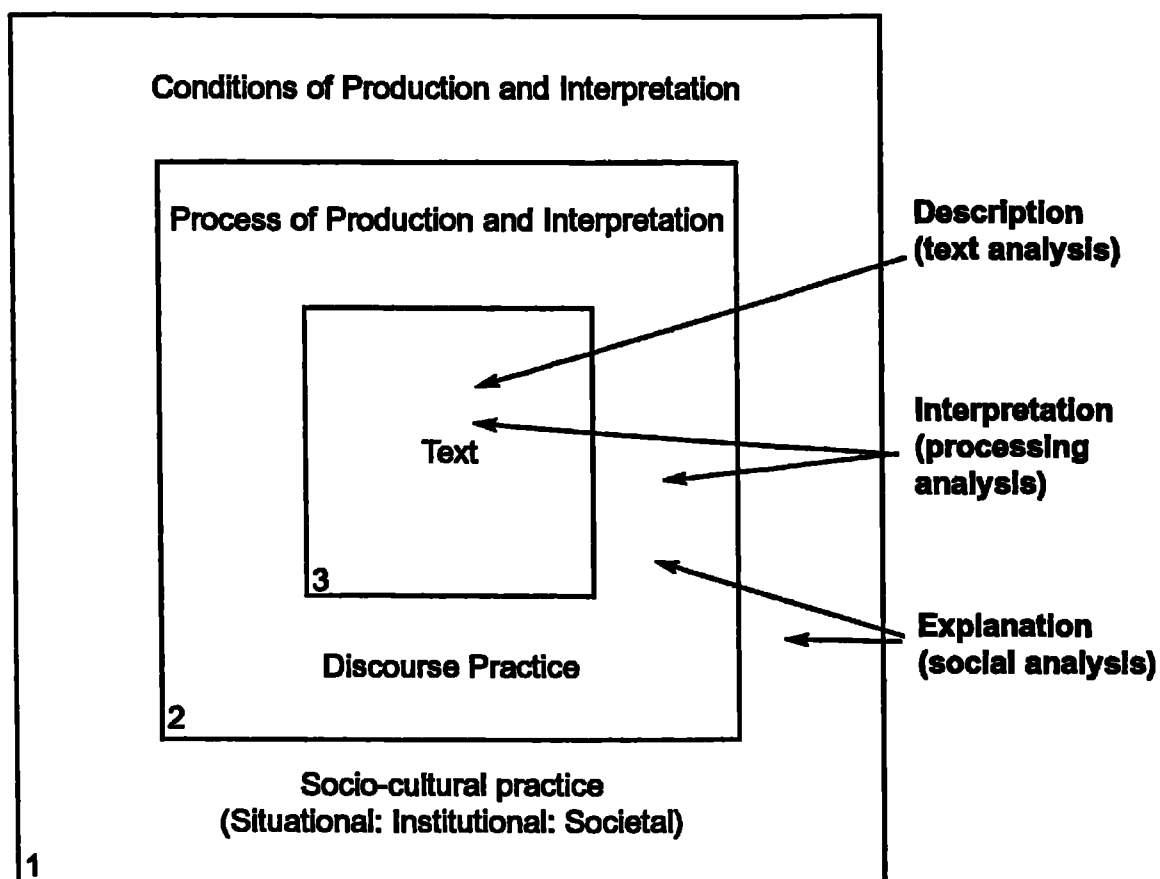 Conditions of Production and Interpretation
Process of Production and Interpretation
Description
(text analysis)
Interpretation
(processing
analysis)
Text
3
Explanation
(social analysis)
Discourse Practice
2
Socio-cultural practice
(Situational: Institutional: Societal)
1